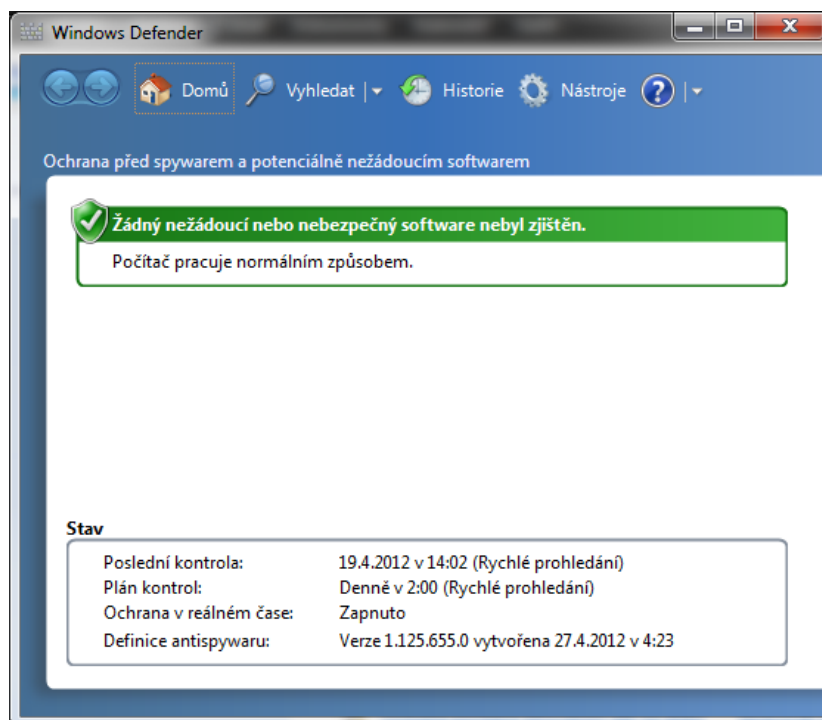 Windows Defender
Domů Vyhledat Historie Nástroje ?
Ochrana před spywarem a potenciálně nežádoucím softwarem
Žádný nežádoucí nebo nebezpečný software nebyl zjištěn.
Počítač pracuje normálním způsobem.
Stav
Poslední kontrola: 19.4.2012 v 14:02 (Rychlé prohledání)
Plán kontrol: Denně v 2:00 (Rychlé prohledání)
Ochrana v reálném čase: Zapnuto
Definice antispywaru: Verze 1.125.655.0 vytvořena 27.4.2012 v 4:23